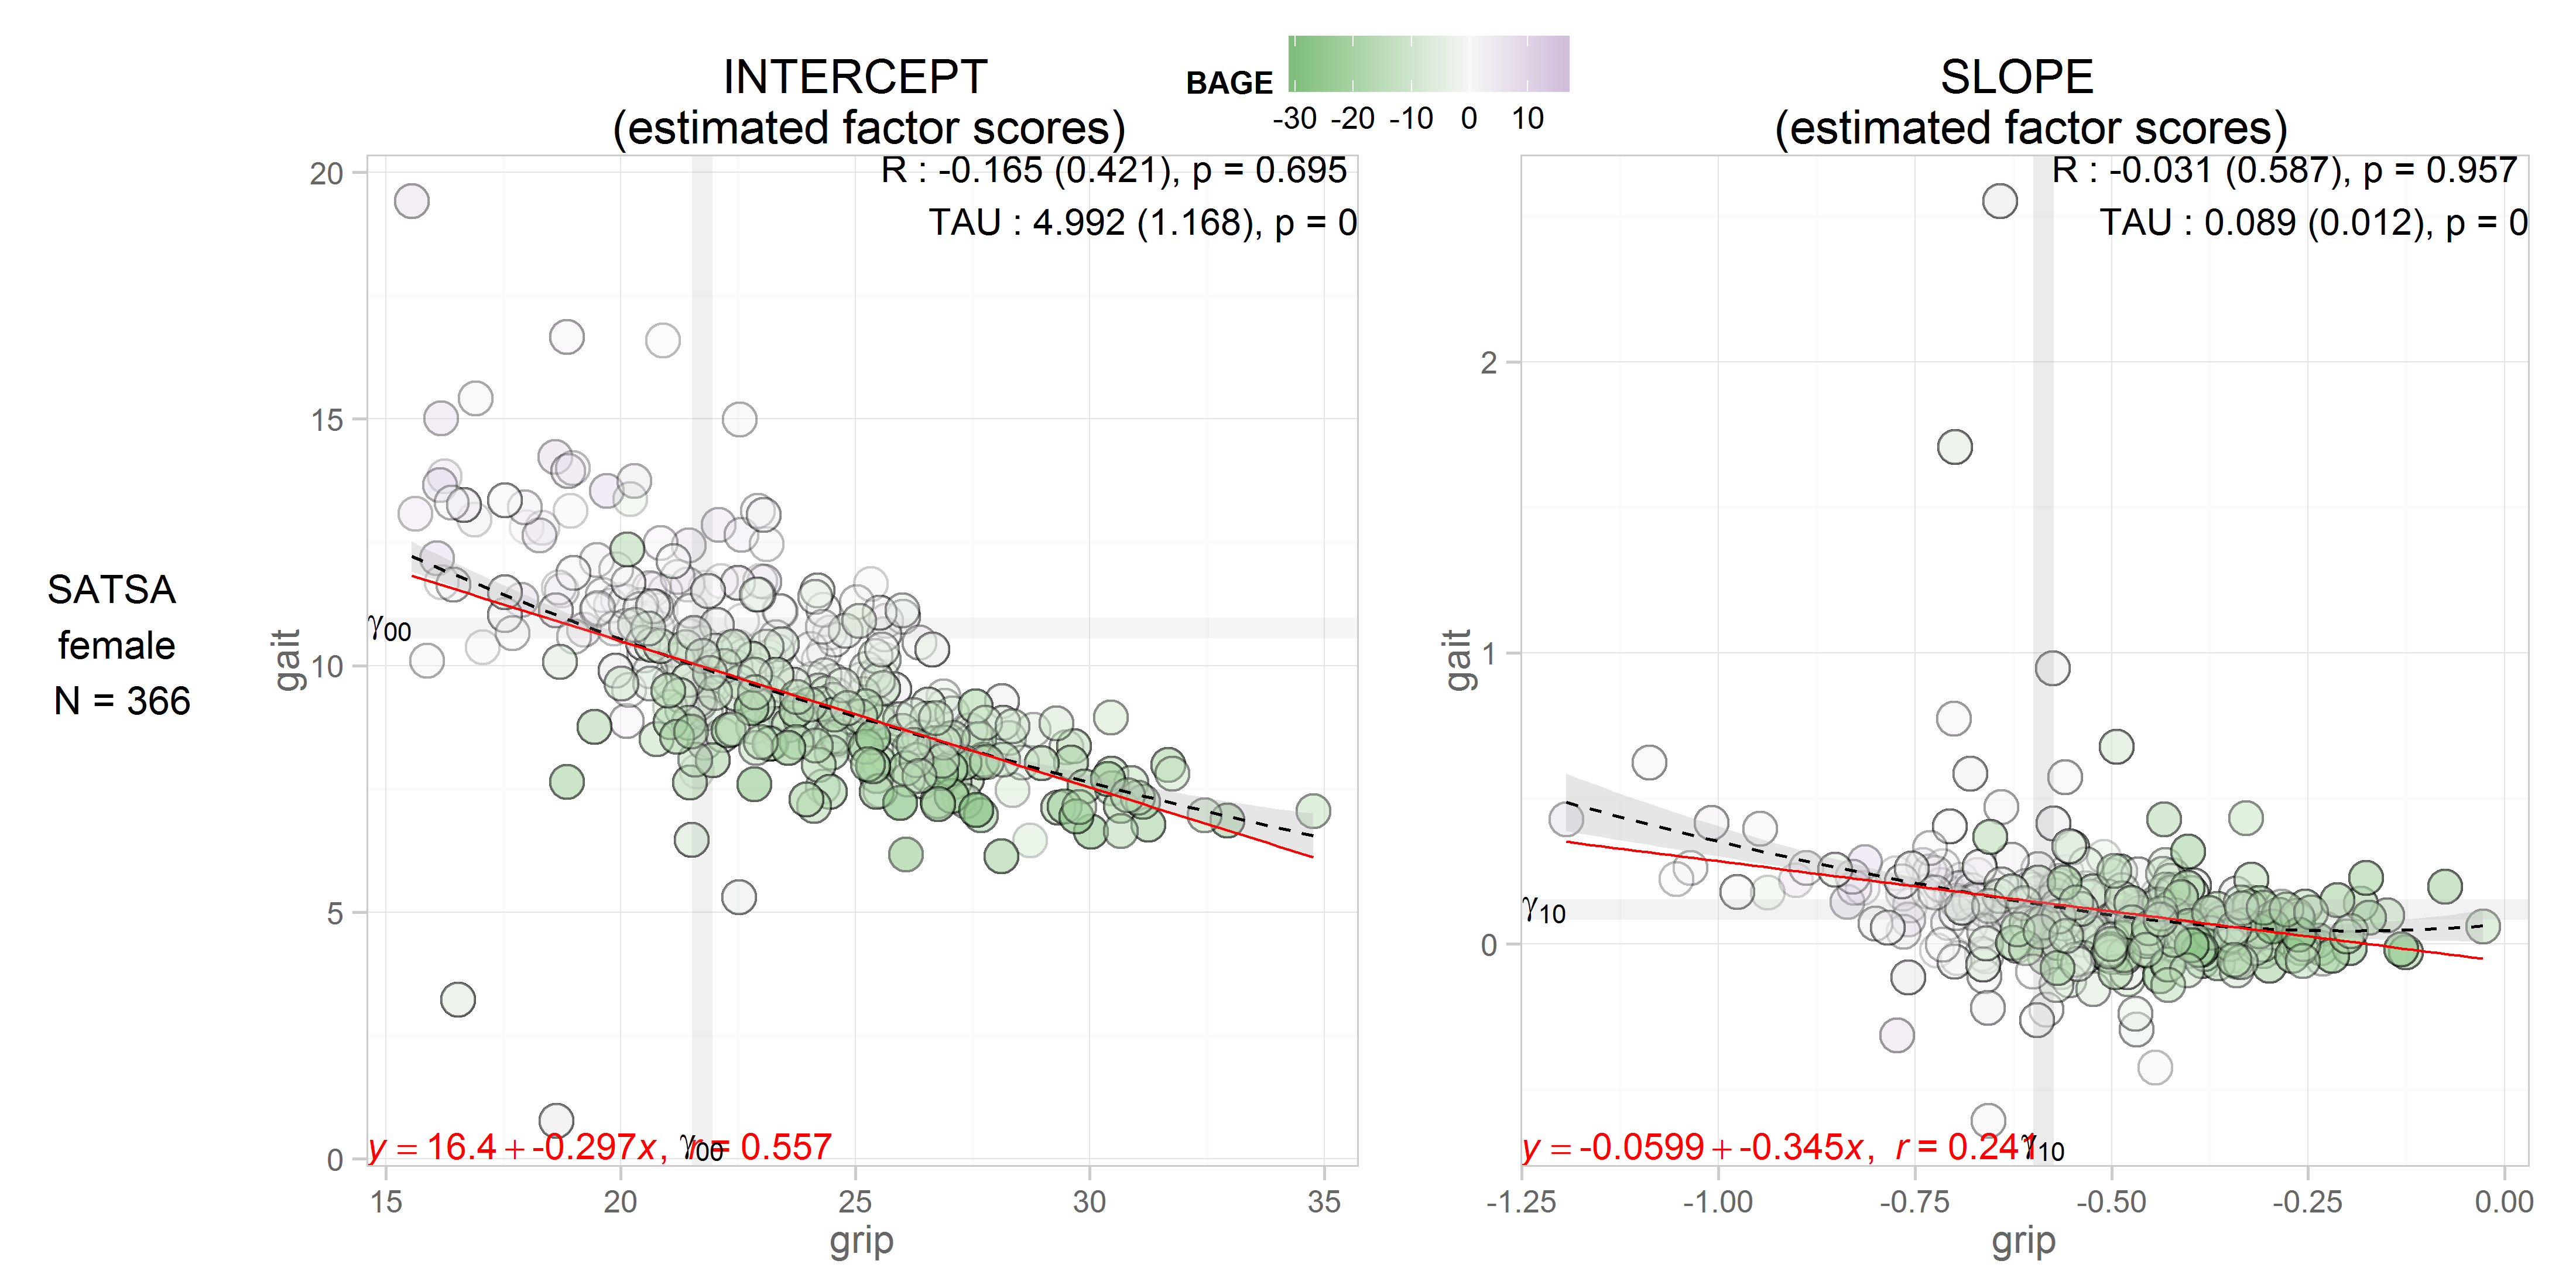 BAGE
-30 -20 -10 0 10
INTERCEPT
(estimated factor scores)
SLOPE
(estimated factor scores)
SATSA
female
N = 366
R : -0.165 (0.421), p = 0.695
TAU : 4.992 (1.168), p = 0
20
15
10
5
0
gait
γ00
y = 16.4 + -0.297x, r = 0.557
γ00
15 20 25 30 35
grip
R : -0.031 (0.587), p = 0.957
TAU : 0.089 (0.012), p = 0
2
1
0
gait
γ10
y = -0.0599 + -0.345x, r = 0.241
γ10
-1.25 -1.00 -0.75 -0.50 -0.25 0.00
grip